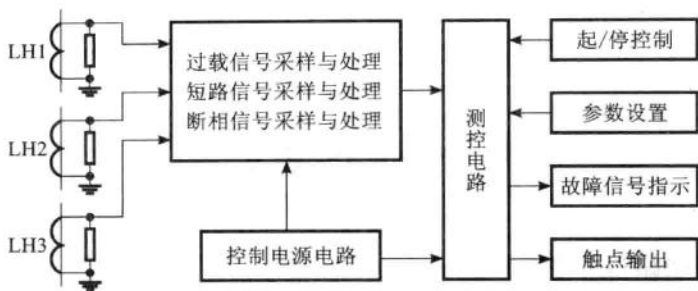 LH1
LH2
LH3
过载信号采样与处理
短路信号采样与处理
断相信号采样与处理
控制电源电路
测控电路
起/停控制
参数设置
故障信号指示
触点输出